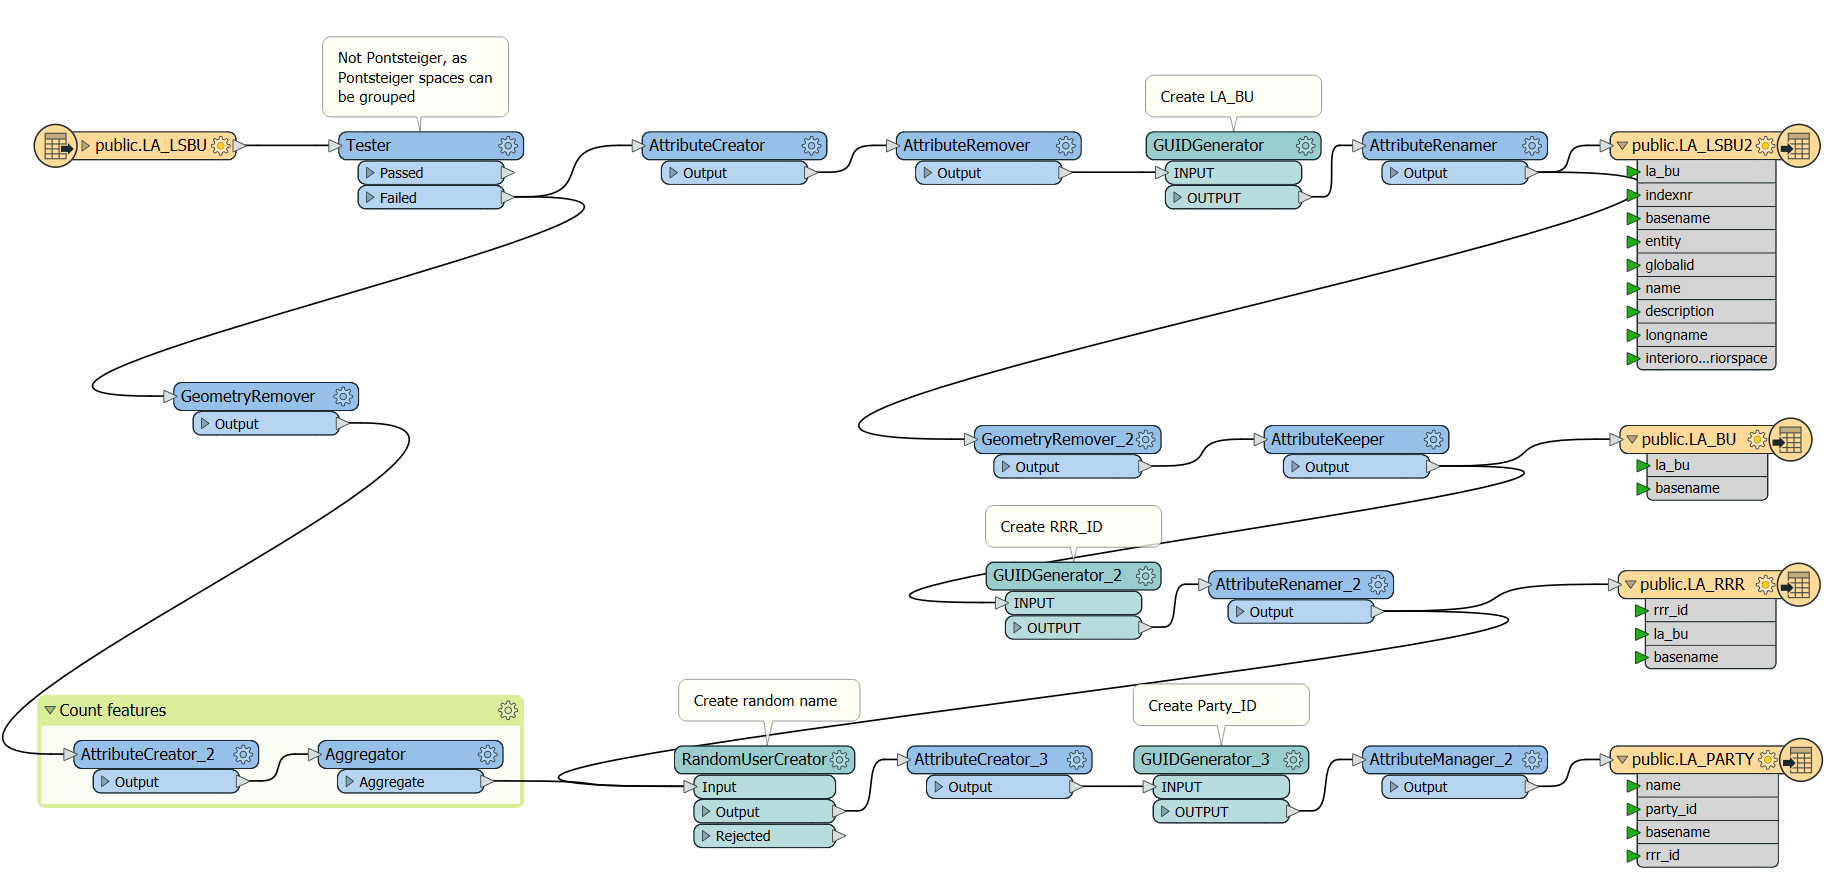 Not Pontsteiger, as
Pontsteiger spaces can
be grouped
Create LA_BU
public.LA_LSBU
Tester
Passed
Failed
AttributeCreator
Output
AttributeRemover
Output
GUIDGenerator
INPUT
OUTPUT
AttributeRenamer
Output
public.LA_LSBU2
la_bu
indexnr
basename
entity
globalid
name
description
longname
interioro...riorspace
GeometryRemover
Output
GeometryRemover_2
Output
AttributeKeeper
Output
public.LA_BU
la_bu
basename
Create RRR_ID
GUIDGenerator_2
INPUT
OUTPUT
AttributeRenamer_2
Output
public.LA_RRR
rrr_id
la_bu
basename
Count features
AttributeCreator_2
Output
Aggregator
Aggregate
Create random name
RandomUserCreator
Input
Output
Rejected
AttributeCreator_3
Output
Create Party_ID
GUIDGenerator_3
INPUT
OUTPUT
AttributeManager_2
Output
public.LA_PARTY
name
party_id
basename
rrr_id